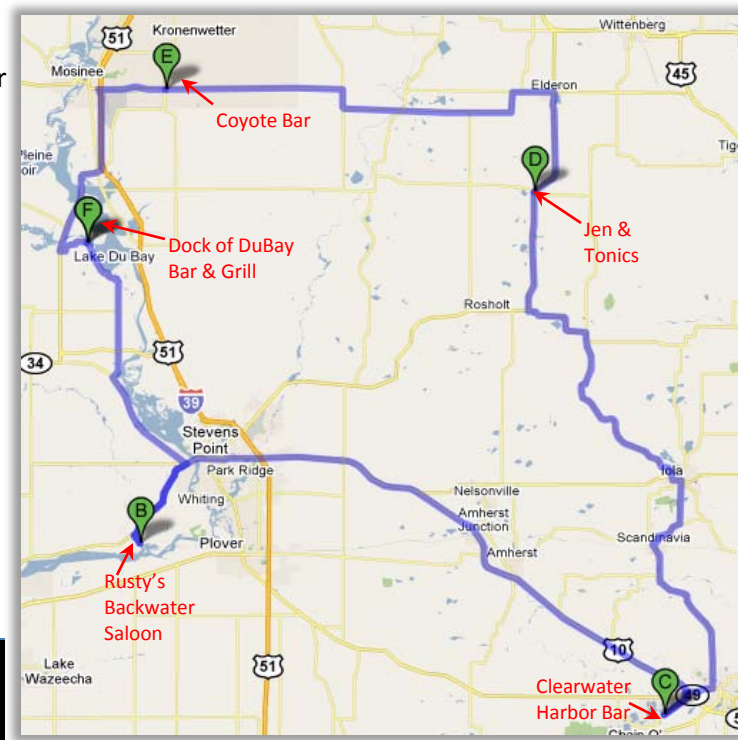 51
Kronenwetter
Wittenberg
E
Mosinee
45
Elderon
Coyote Bar
D
F
Dock of DuBay
Bar & Grill
Lake Du Bay
Jen &
Tonics
Rosholt
51
34
39
Stevens
Point
Park Ridge
Iola
Whiting
Nelsonville
B
Amherst
Junction
Scandinavia
Plover
Amherst
Rusty's
Backwater
Saloon
10
Lake
Wazeecha
51
Clearwater
Harbor Bar
C
49